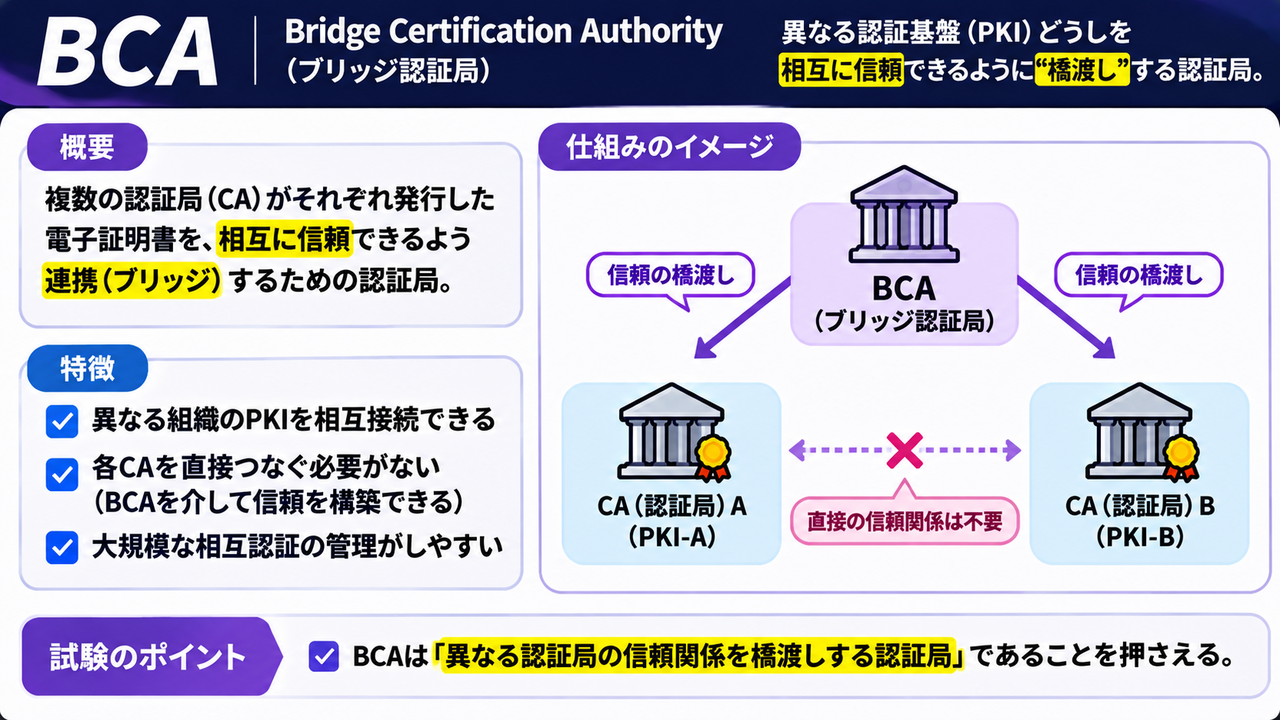 BCA
Bridge Certification Authority
（ブリッジ認証局）
異なる認証基盤（PKI）どうしを
相互に信頼できるように“橋渡し”する認証局。
概要
複数の認証局（CA）がそれぞれ発行した
電子証明書を、相互に信頼できるよう
連携（ブリッジ）するための認証局。
特徴
異なる組織のPKIを相互接続できる
各CAを直接つなぐ必要がない
（BCAを介して信頼を構築できる）
大規模な相互認証の管理がしやすい
仕組みのイメージ
BCA
（ブリッジ認証局）
信頼の橋渡し
信頼の橋渡し
CA（認証局）A
（PKI-A）
直接の信頼関係は不要
CA（認証局）B
（PKI-B）
試験のポイント
BCAは「異なる認証局の信頼関係を橋渡しする認証局」であることを押さえる。